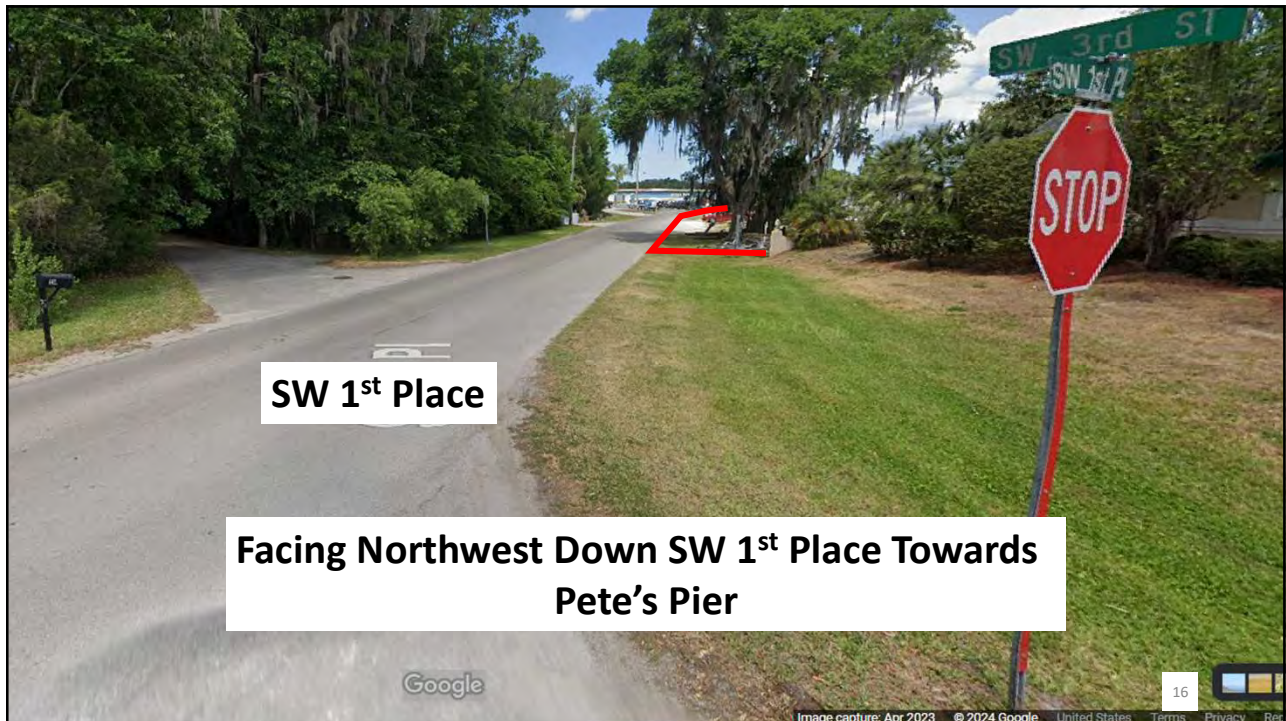 SW 3rd ST
SW 1st Pl
STOP
SW 1st Place
Facing Northwest Down SW 1st Place Towards
Pete's Pier
Google
16
Image capture: Apr 2023 © 2024 Google United States Terms Privacy